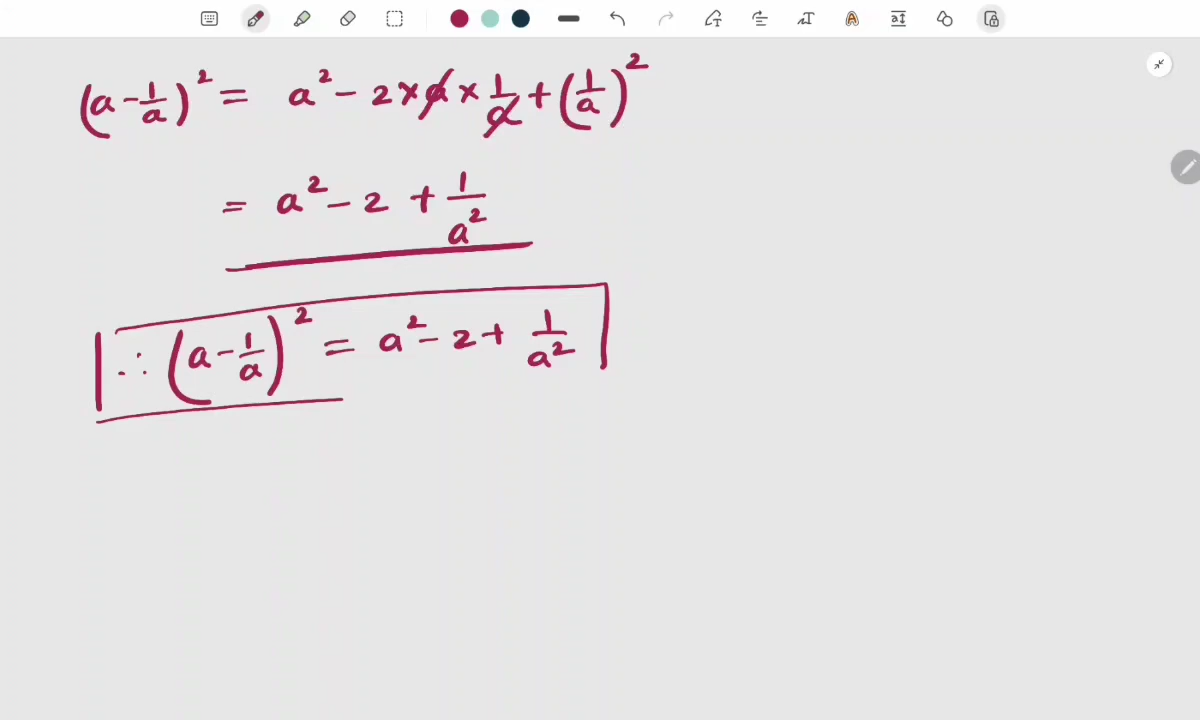 (a - 1/a)² = a² - 2 × a × 1/a + (1/a)²
= a² - 2 + 1/a²
∴ (a - 1/a)² = a² - 2 + 1/a²